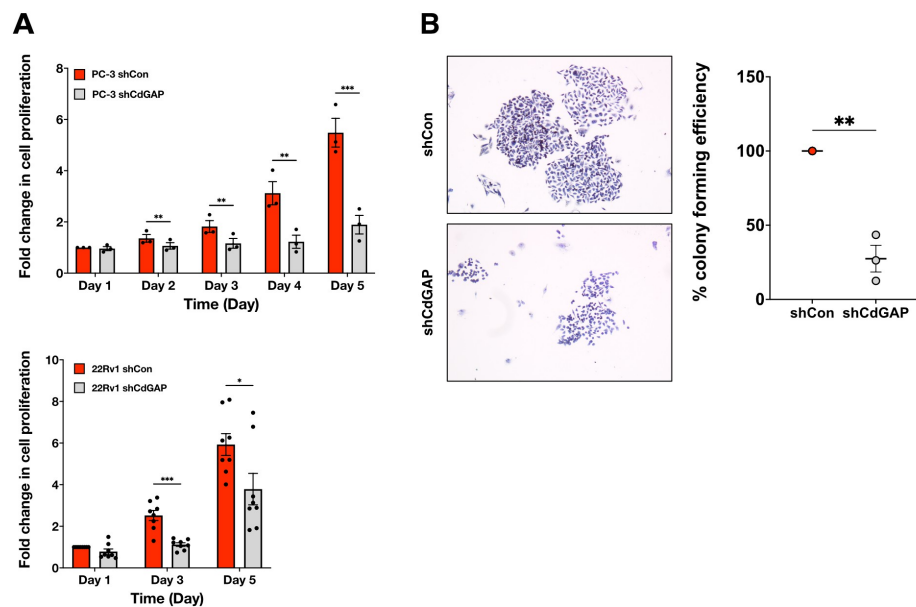 A
Fold change in cell proliferation
8
6
4
2
0
PC-3 shCon
PC-3 shCdGAP
**
**
**
***
Day 1 Day 2 Day 3 Day 4 Day 5
Time (Day)
Fold change in cell proliferation
10
8
6
4
2
0
22Rv1 shCon
22Rv1 shCdGAP
***
*
Day 1 Day 3 Day 5
Time (Day)
B
shCon
shCdGAP
% colony forming efficiency
150
100
50
0
**
shCon shCdGAP